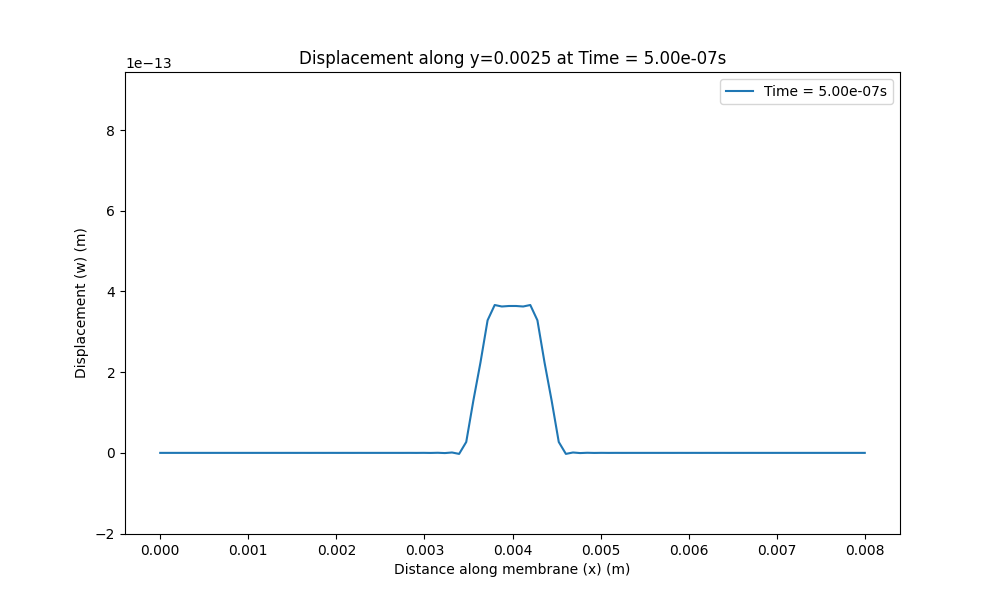 Displacement along y=0.0025 at Time = 5.00e-07s
1e−13
Time = 5.00e-07s
8
6
4
2
0
−2
Displacement (w) (m)
0.000 0.001 0.002 0.003 0.004 0.005 0.006 0.007 0.008
Distance along membrane (x) (m)